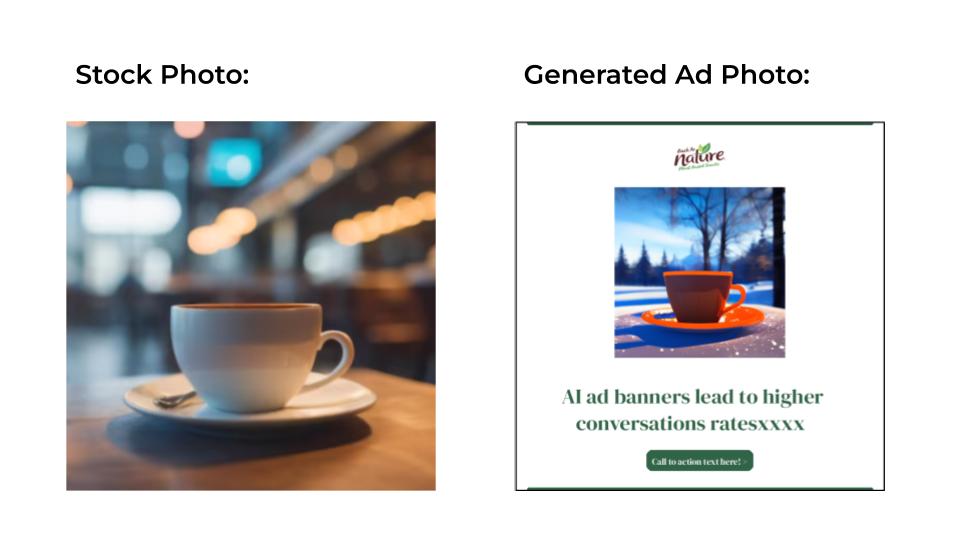 Stock Photo:
Generated Ad Photo:
Back to
nature
AI ad banners lead to higher
conversations ratesxxxx
Call to action text here! >